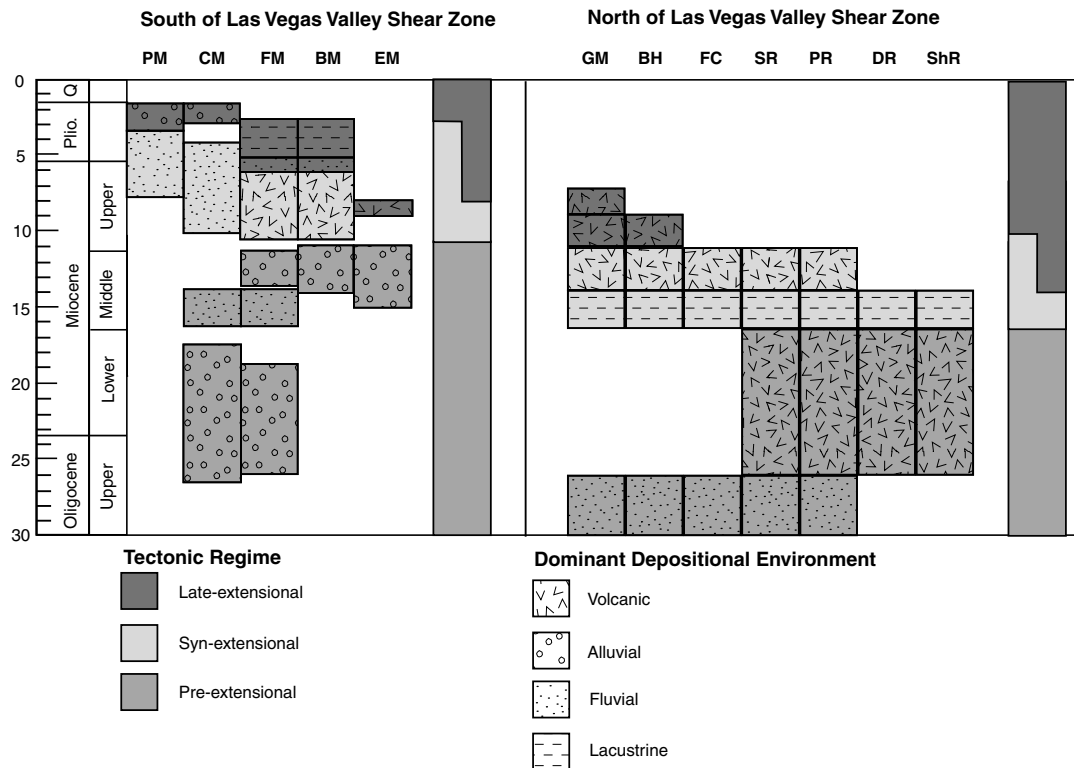 South of Las Vegas Valley Shear Zone
North of Las Vegas Valley Shear Zone
PM CM FM BM EM
GM BH FC SR PR DR ShR
0
5
10
15
20
25
30
Q
Plio.
Miocene
Oligocene
Upper
Middle
Lower
Upper
Tectonic Regime
Late-extensional
Syn-extensional
Pre-extensional
Dominant Depositional Environment
Volcanic
Alluvial
Fluvial
Lacustrine